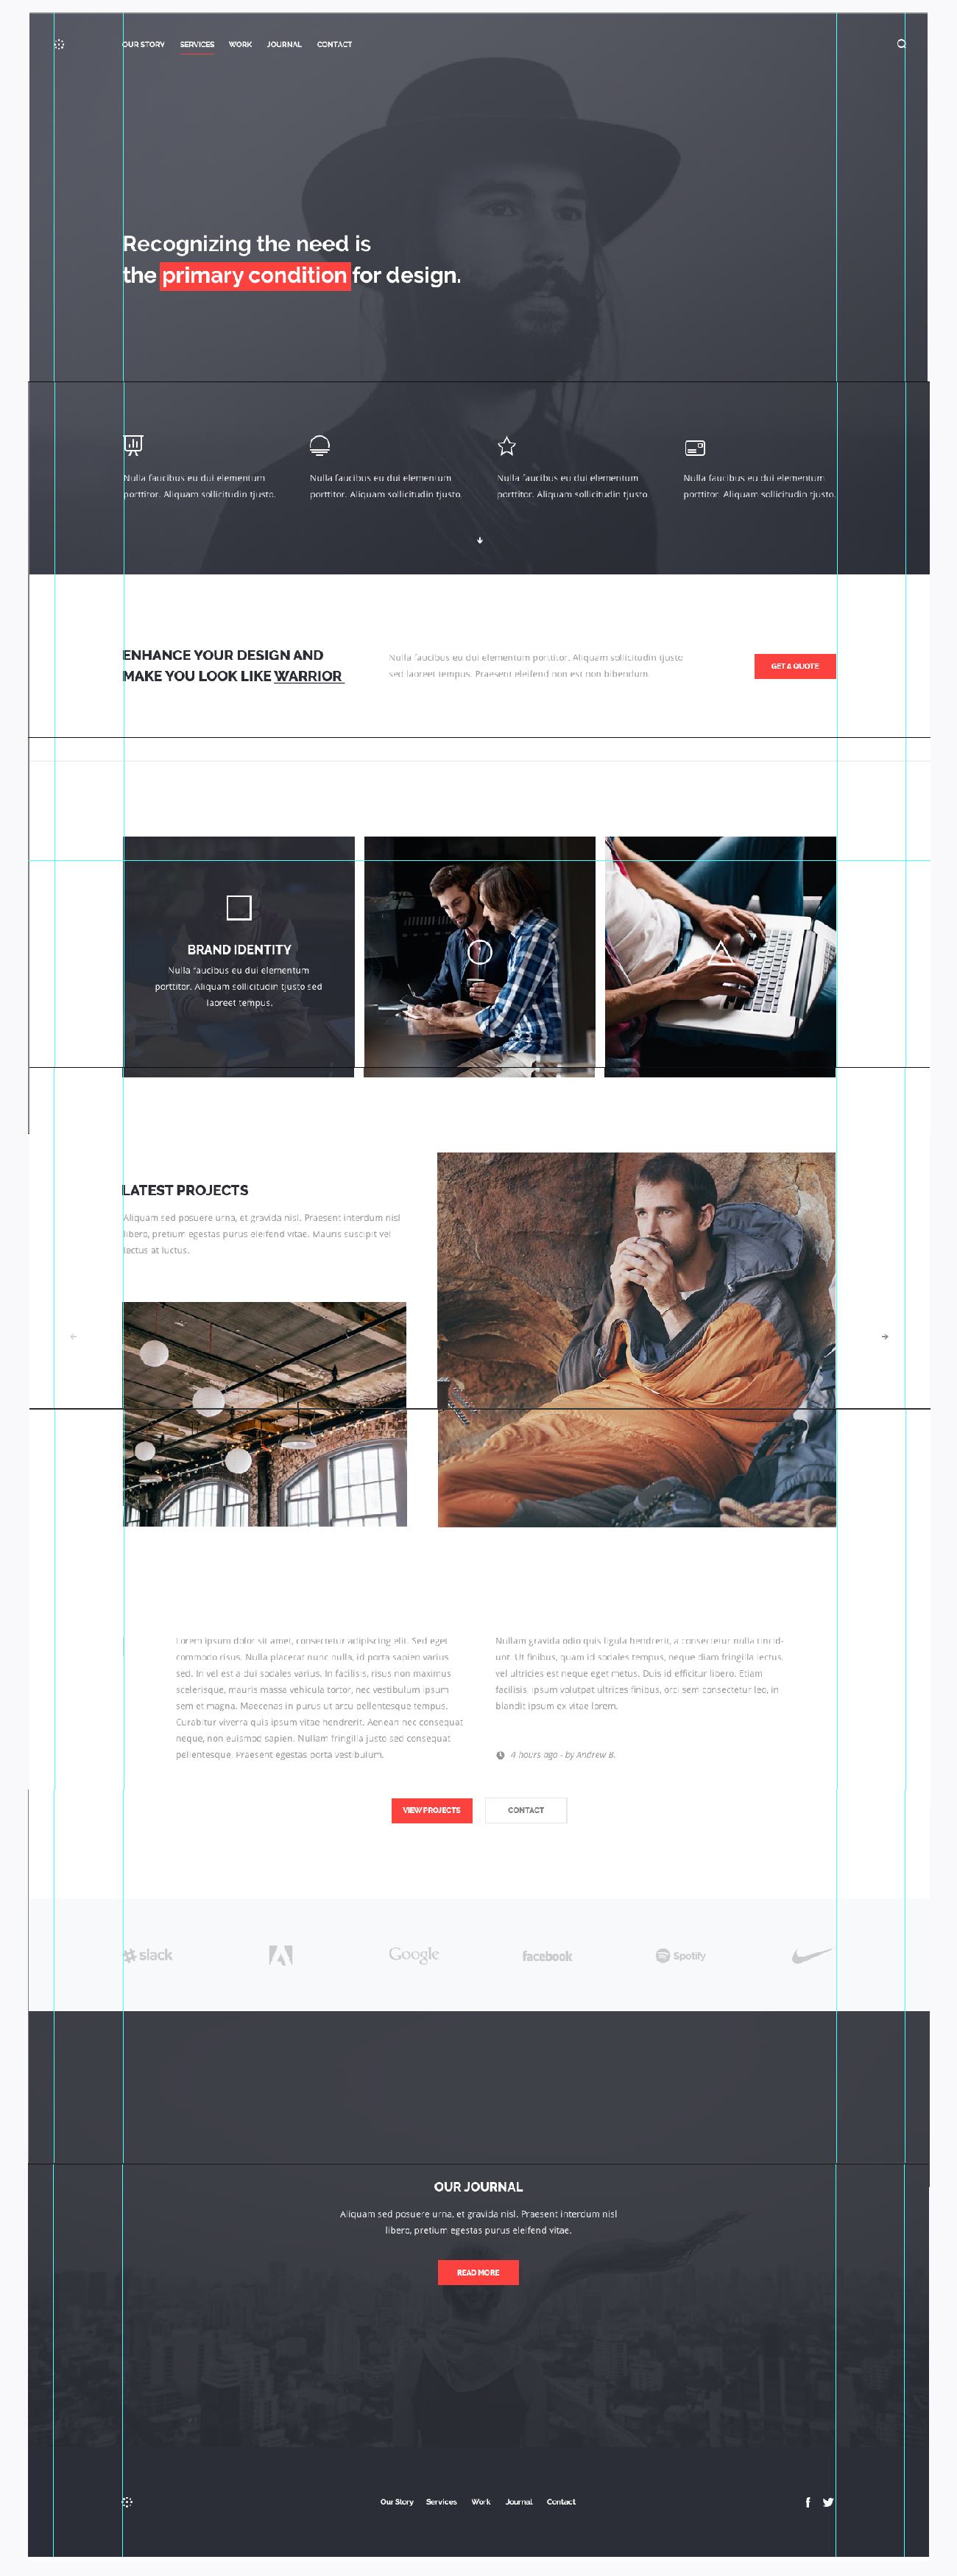 OUR STORY SERVICES WORK JOURNAL CONTACT
Recognizing the need is
the primary condition for design.
Nulla faucibus eu dui elementum
porttitor. Aliquam sollicitudin tjusto.
Nulla faucibus eu dui elementum
porttitor. Aliquam sollicitudin tjusto.
Nulla faucibus eu dui elementum
porttitor. Aliquam sollicitudin tjusto.
Nulla faucibus eu dui elementum
porttitor. Aliquam sollicitudin tjusto.
ENHANCE YOUR DESIGN AND
MAKE YOU LOOK LIKE WARRIOR
Nulla faucibus eu dui elementum porttitor. Aliquam sollicitudin tjusto
sed laoreet tempus. Praesent eleifend non est non bibendum.
GET A QUOTE
BRAND IDENTITY
Nulla faucibus eu dui elementum
porttitor. Aliquam sollicitudin tjusto sed
laoreet tempus.
LATEST PROJECTS
Aliquam sed posuere urna, et gravida nisl. Praesent interdum nisl
libero, pretium egestas purus eleifend vitae. Mauris suscipit vel
lectus at luctus.
Lorem ipsum dolor sit amet, consectetur adipiscing elit. Sed eget
commodo risus. Nulla placerat nunc nulla, id porta sapien varius
sed. In vel est a dui sodales varius. In facilisis, risus non maximus
scelerisque, mauris massa vehicula tortor, nec vestibulum ipsum
sem et magna. Maecenas in purus ut arcu pellentesque tempus.
Curabitur viverra quis ipsum vitae hendrerit. Aenean nec consequat
neque, non euismod sapien. Nullam fringilla justo sed consequat
pellentesque. Praesent egestas porta vestibulum.
Nullam gravida odio quis ligula hendrerit, a consectetur nulla tincid-
unt. Ut finibus, quam id sodales tempus, neque diam fringilla lectus,
vel ultricies est neque eget metus. Duis id efficitur libero. Etiam
facilisis, ipsum volutpat ultrices finibus, orci sem consectetur leo, in
blandit ipsum ex vitae lorem.
4 hours ago - by Andrew B.
VIEW PROJECTS
CONTACT
slack
Google
facebook
Spotify
OUR JOURNAL
Aliquam sed posuere urna, et gravida nisl. Praesent interdum nisl
libero, pretium egestas purus eleifend vitae.
READ MORE
Our Story Services Work Journal Contact